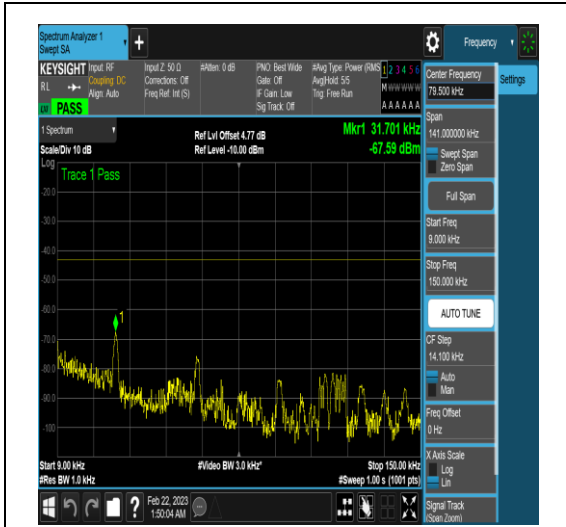 Spectrum Analyzer 1
Swept SA
+
Frequency
KEYSIGHT
RL
PASS
Input: RF
Coupling: DC
Align: Auto
Input Z: 50 Ω
Corrections: Off
Freq Ref: Int (S)
#Atten: 0 dB
PNO: Best Wide
Gate: Off
IF Gain: Low
Sig Track: Off
#Avg Type: Power (RMS
Avg|Hold: 5/5
Trig: Free Run
1 2 3 4 5 6
M W W W W W
A A A A A A
1 Spectrum
Scale/Div 10 dB
Ref Lvl Offset 4.77 dB
Ref Level -10.00 dBm
Mkr1 31.701 kHz
-67.59 dBm
Log
Trace 1 Pass
-20.0
-30.0
-40.0
-50.0
-60.0
1
-70.0
-80.0
-90.0
-100
Start 9.00 kHz
#Res BW 1.0 kHz
#Video BW 3.0 kHz*
Stop 150.00 kHz
#Sweep 1.00 s (1001 pts)
?
Feb 22, 2023
1:50:04 AM
Center Frequency
79.500 kHz
Settings
Span
141.000000 kHz
Swept Span
Zero Span
Full Span
Start Freq
9.000 kHz
Stop Freq
150.000 kHz
AUTO TUNE
CF Step
14.100 kHz
Auto
Man
Freq Offset
0 Hz
X Axis Scale
Log
Lin
Signal Track
(Span Zoom)